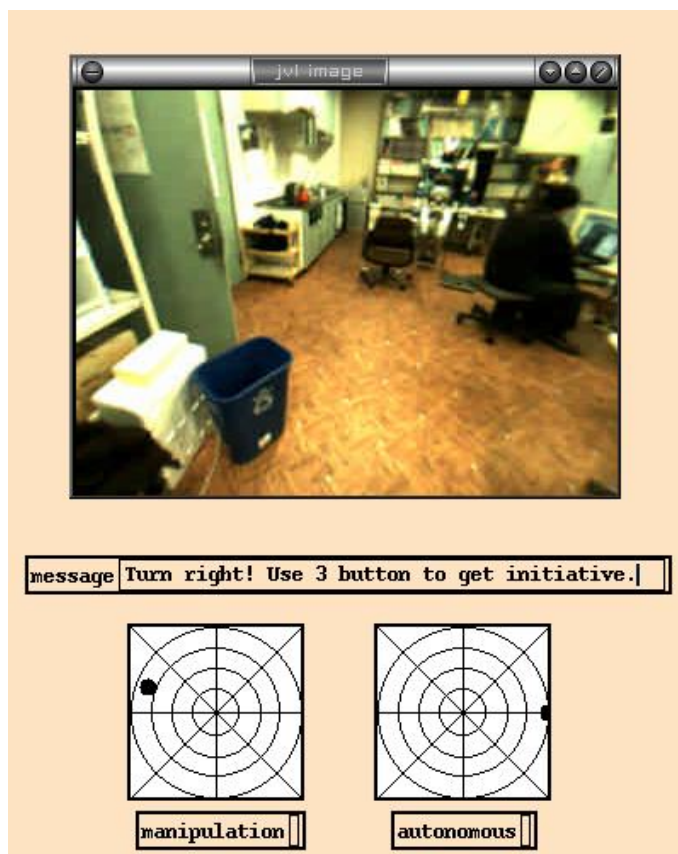 jvl image
message Turn right! Use 3 button to get initiative.
manipulation autonomous